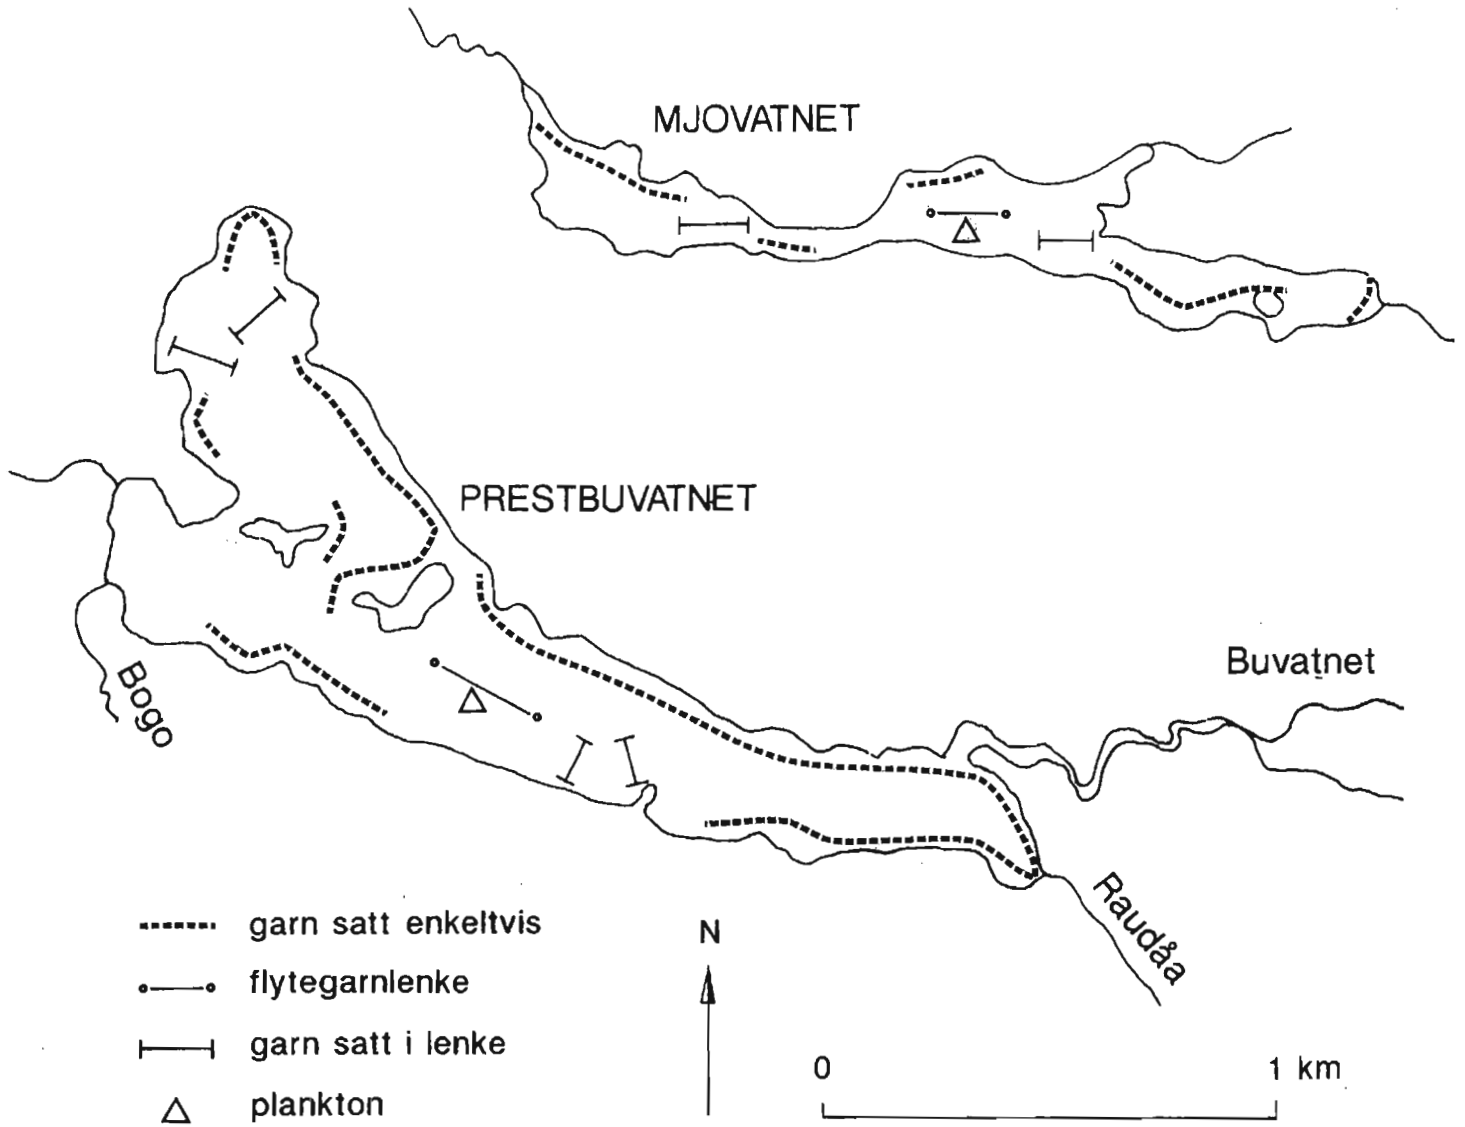 MJOVATNET
PRESTBUVATNET
Buvatnet
Bogo
Raudåa
garn satt enkeltvis
flytegarnlenke
garn satt i lenke
plankton
N
0 1 km